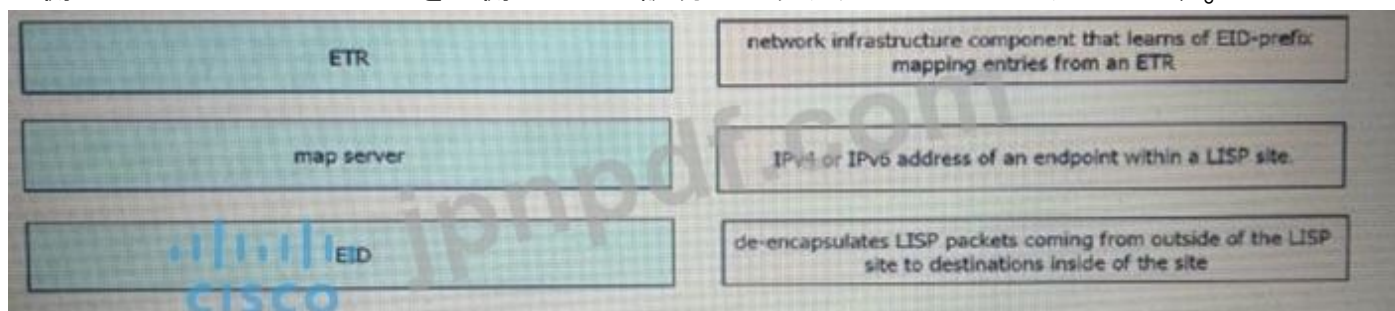 ETR
network infrastructure component that learns of EID-prefix
mapping entries from an ETR
map server
IPv4 or IPv6 address of an endpoint within a LISP site.
EID
de-encapsulates LISP packets coming from outside of the LISP
site to destinations inside of the site
jpnpdf.com
CISCO